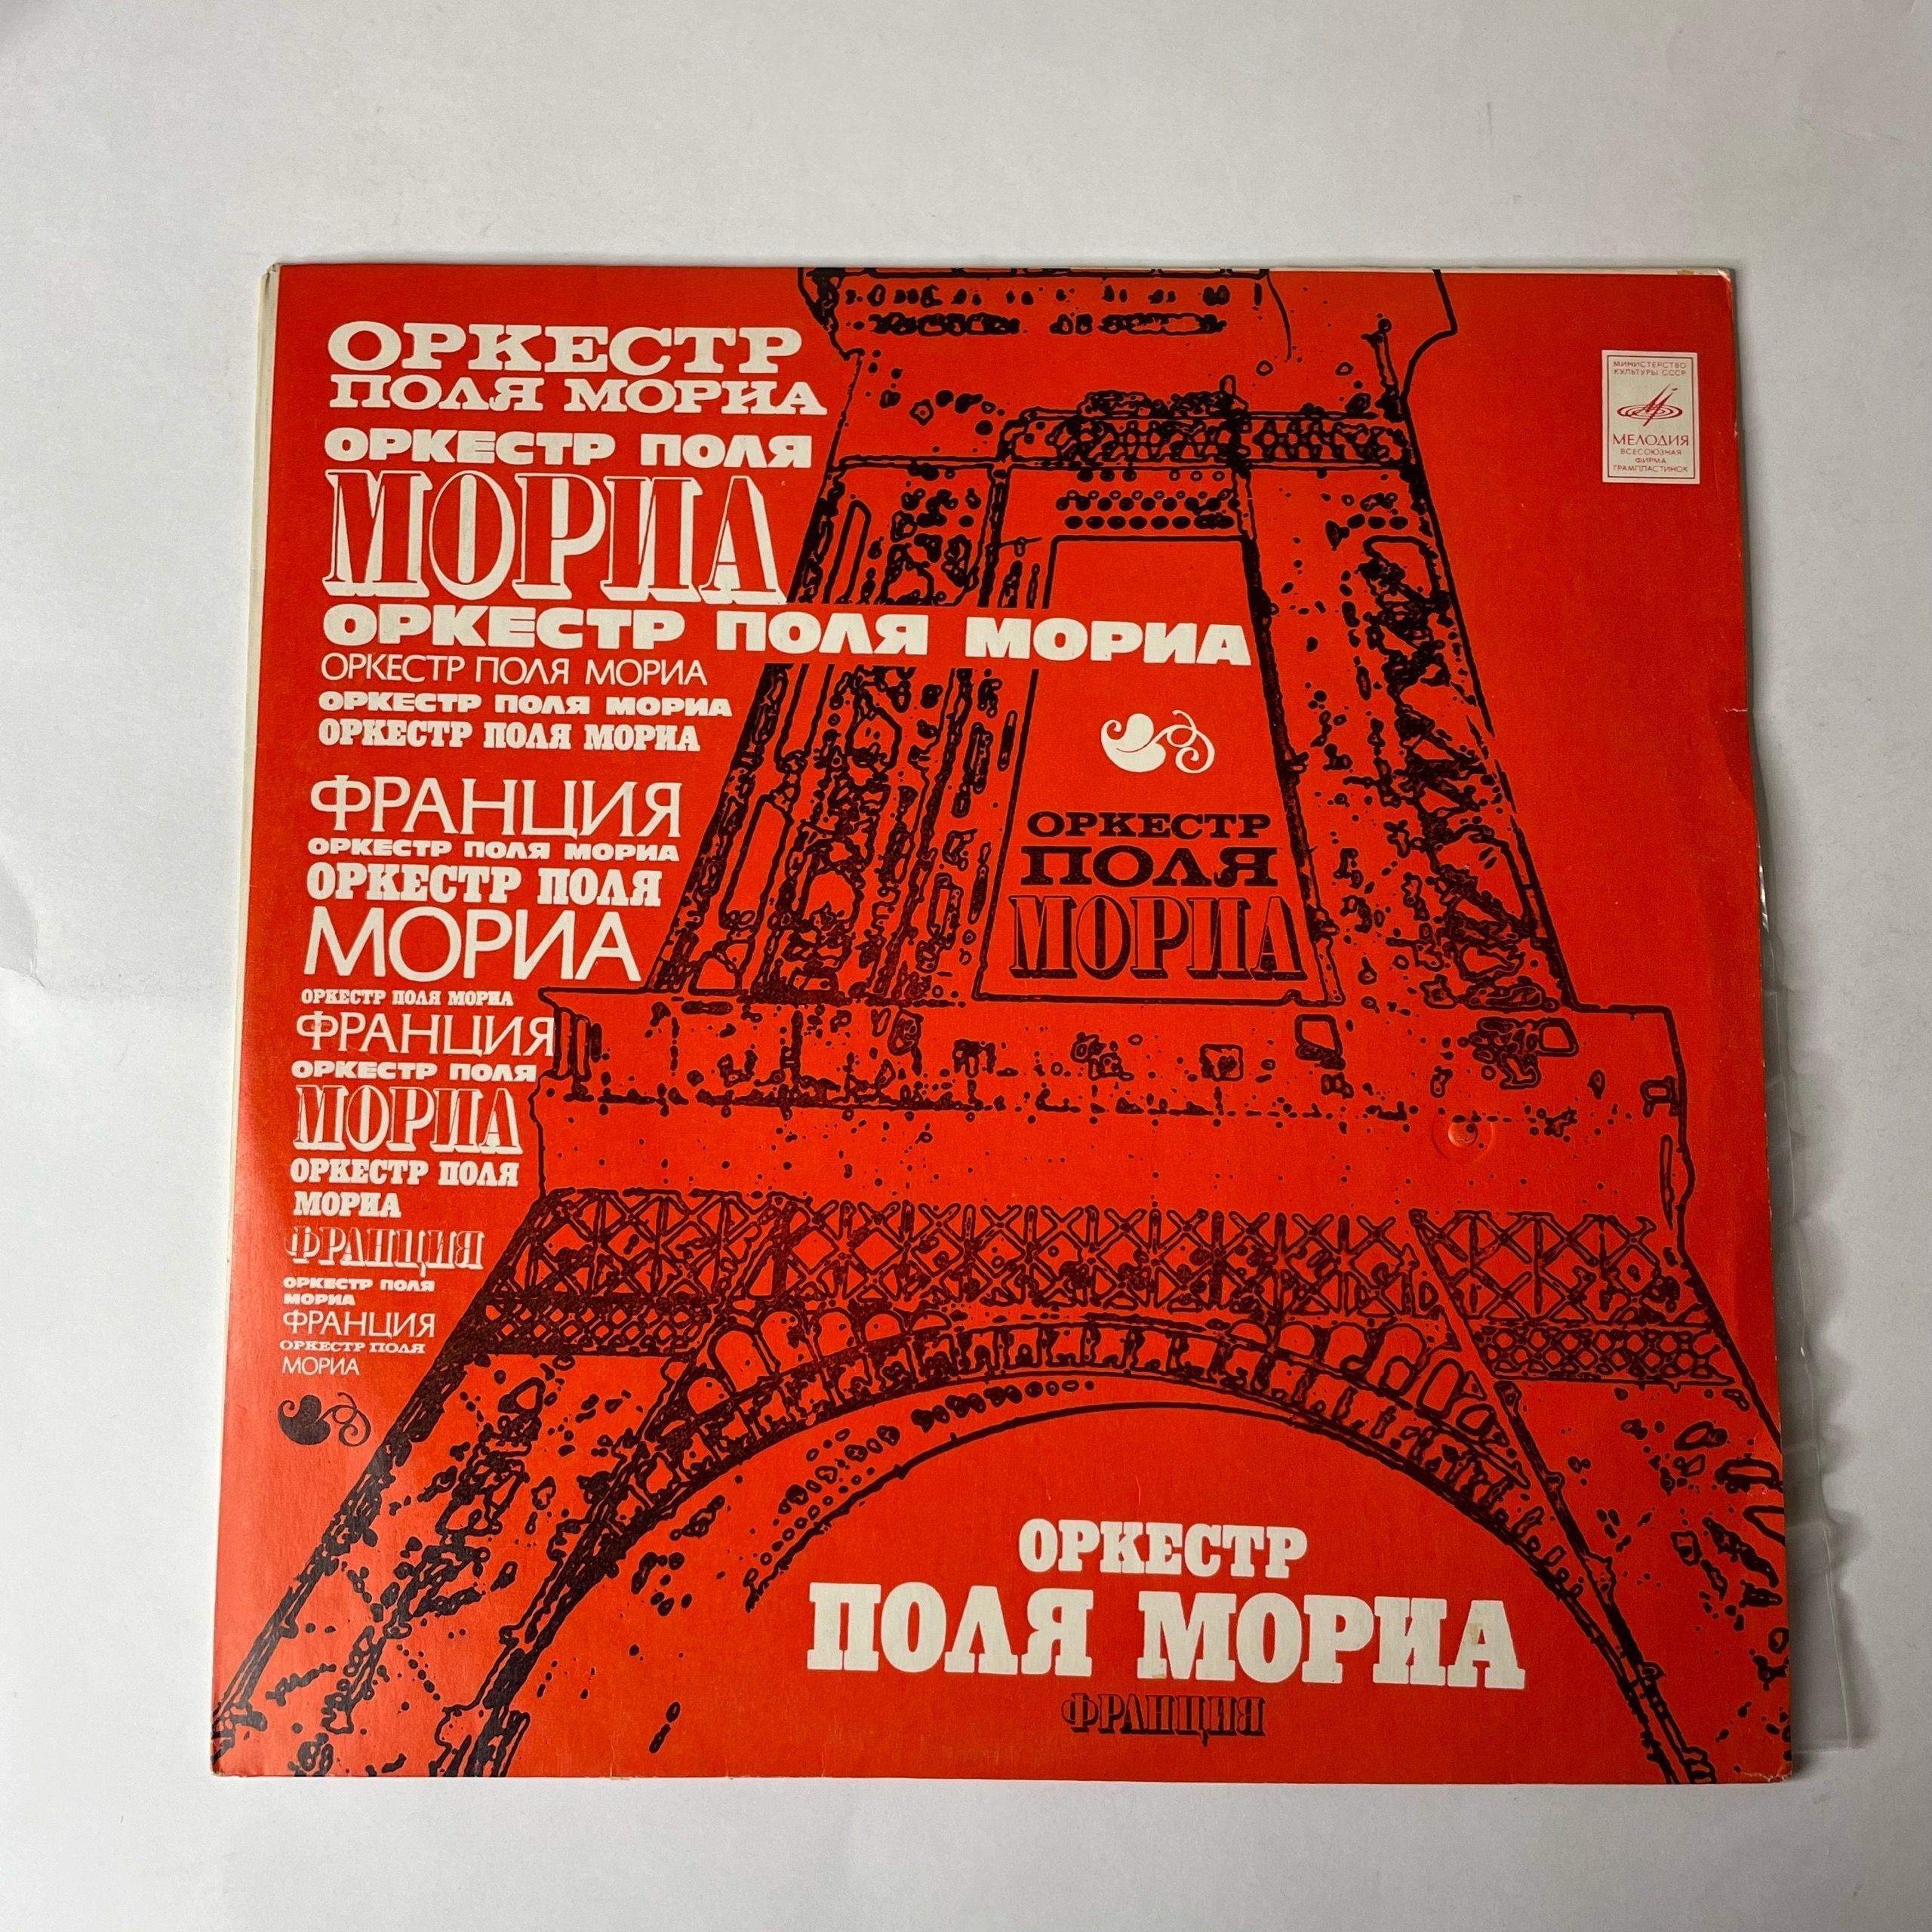 ОРКЕСТР
ПОЛЯ МОРИА
ОРКЕСТР ПОЛЯ
МОРИА
ОРКЕСТР ПОЛЯ МОРИА
ОРКЕСТР ПОЛЯ МОРИА
ОРКЕСТР ПОЛЯ МОРИА
ОРКЕСТР ПОЛЯ МОРИА
ФРАНЦИЯ
ОРКЕСТР ПОЛЯ МОРИА
ОРКЕСТР ПОЛЯ
МОРИА
ОРКЕСТР ПОЛЯ МОРИА
ФРАНЦИЯ
ОРКЕСТР ПОЛЯ
МОРИА
ОРКЕСТР ПОЛЯ
МОРИА
ФРАНЦИЯ
ОРКЕСТР ПОЛЯ
МОРИА
ФРАНЦИЯ
ОРКЕСТР ПОЛЯ
МОРИА
МИНИСТЕРСТВО
КУЛЬТУРЫ СССР
МЕЛОДИЯ
ВСЕСОЮЗНАЯ
ФИРМА
ГРАМПЛАСТИНОК
ОРКЕСТР
ПОЛЯ
МОРИА
ОРКЕСТР
ПОЛЯ МОРИА
ФРАНЦИЯ